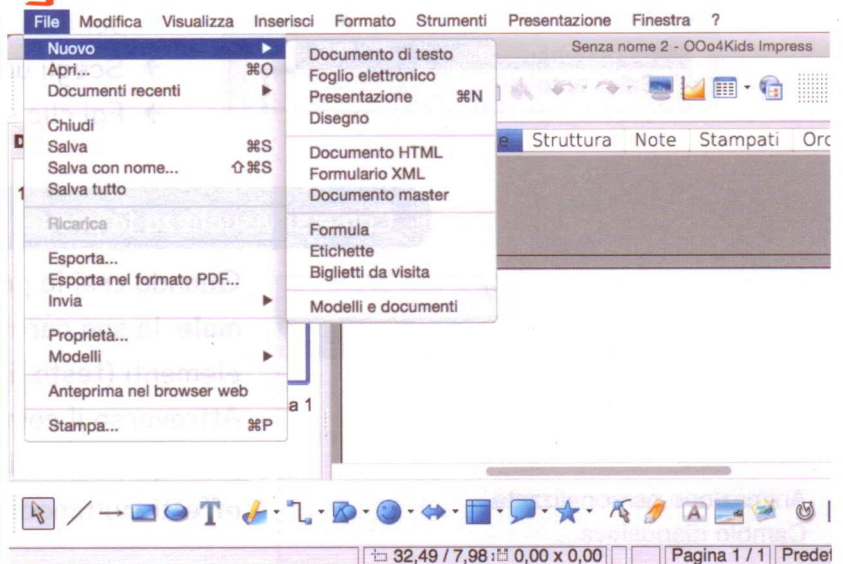 File Modifica Visualizza Inserisci Formato Strumenti Presentazione Finestra ?
Senza nome 2 - OOo4Kids Impress
Nuovo
Apri... ⌘O
Documenti recenti
Chiudi
Salva ⌘S
Salva con nome... ⇧⌘S
Salva tutto
Ricarica
Esporta...
Esporta nel formato PDF...
Invia
Proprietà...
Modelli
Anteprima nel browser web
Stampa... ⌘P
Documento di testo
Foglio elettronico
Presentazione ⌘N
Disegno
Documento HTML
Formulario XML
Documento master
Formula
Etichette
Biglietti da visita
Modelli e documenti
Struttura Note Stampati Orc
a 1
32,49 / 7,98 0,00 x 0,00 Pagina 1 / 1 Predef